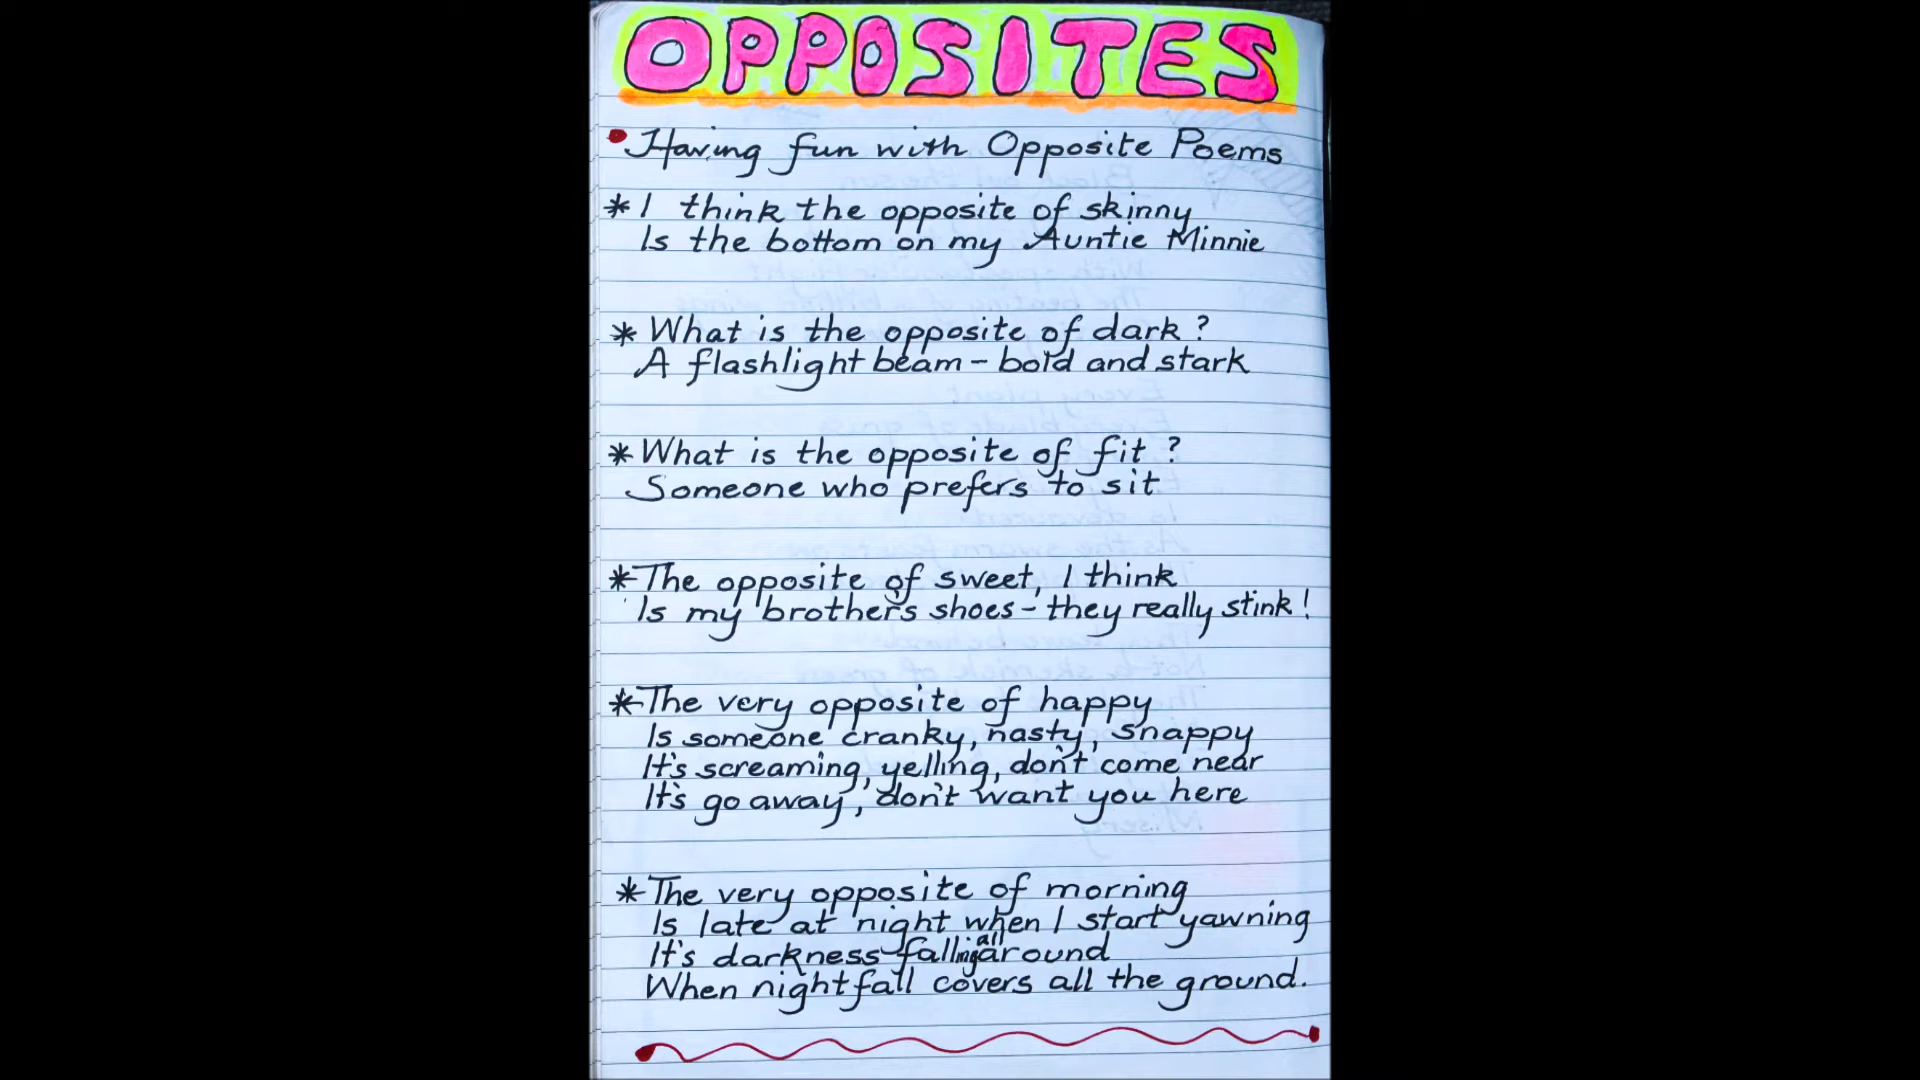 OPPOSITES
• Having fun with Opposite Poems
* I think the opposite of skinny
Is the bottom on my Auntie Minnie
* What is the opposite of dark?
A flashlight beam - bold and stark
* What is the opposite of fit?
Someone who prefers to sit
* The opposite of sweet, I think
Is my brother's shoes - they really stink!
* The very opposite of happy
Is someone cranky, nasty, snappy
It's screaming, yelling, don't come near
It's go away, don't want you here
* The very opposite of morning
Is late at night when I start yawning
It's darkness falling all around
When nightfall covers all the ground.